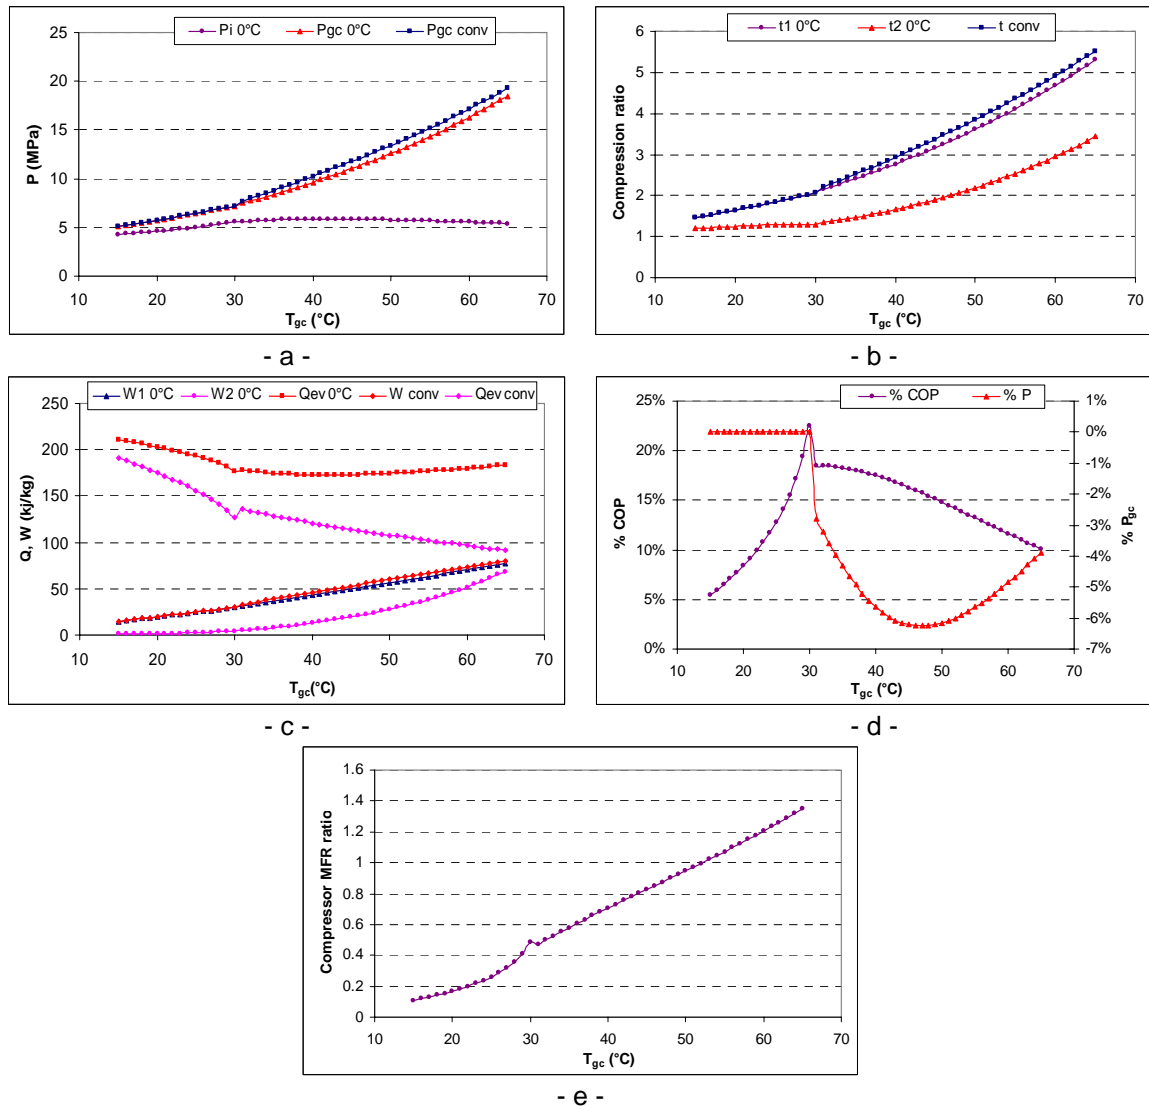 Pi 0°C Pgc 0°C Pgc conv
P (MPa)
25
20
15
10
5
0
10 20 30 40 50 60 70
Tgc (°C)
- a -
t1 0°C t2 0°C t conv
Compression ratio
6
5
4
3
2
1
0
10 20 30 40 50 60 70
Tgc (°C)
- b -
W1 0°C W2 0°C Qev 0°C W conv Qev conv
Q, W (kj/kg)
250
200
150
100
50
0
10 20 30 40 50 60 70
Tgc(°C)
- c -
% COP % P
% COP
25%
20%
15%
10%
5%
0%
1%
0%
-1%
-2%
-3%
-4%
-5%
-6%
-7%
% Pgc
10 20 30 40 50 60 70
Tgc (°C)
- d -
Compressor MFR ratio
1.6
1.4
1.2
1
0.8
0.6
0.4
0.2
0
10 20 30 40 50 60 70
Tgc (°C)
- e -